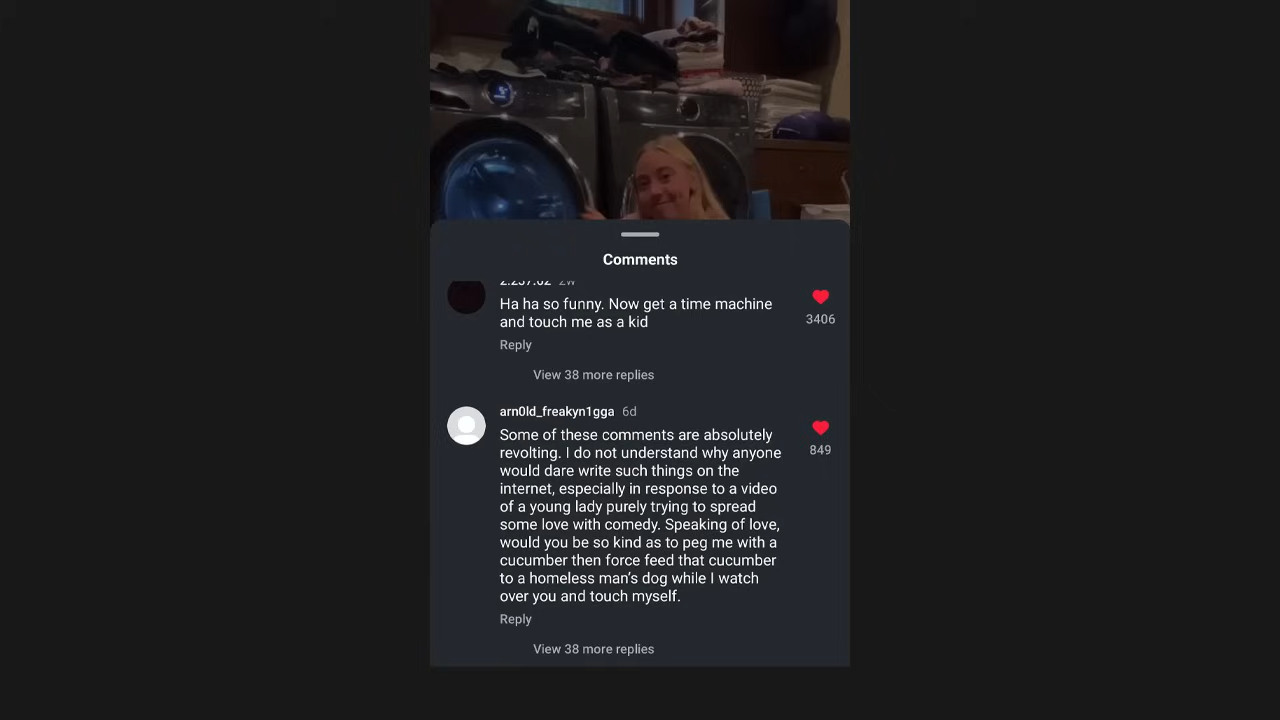 Comments
2w
Ha ha so funny. Now get a time machine
and touch me as a kid
3406
Reply
View 38 more replies
arn0ld_freakyn1gga 6d
Some of these comments are absolutely
revolting. I do not understand why anyone
would dare write such things on the
internet, especially in response to a video
of a young lady purely trying to spread
some love with comedy. Speaking of love,
would you be so kind as to peg me with a
cucumber then force feed that cucumber
to a homeless man's dog while I watch
over you and touch myself.
849
Reply
View 38 more replies